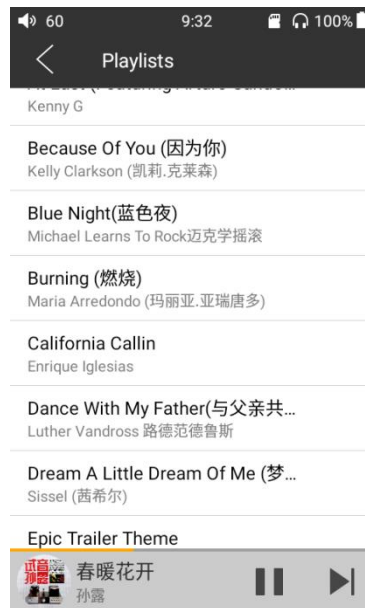 60 9:32 100%
Playlists
Kenny G
Because Of You (因为你)
Kelly Clarkson (凯莉.克莱森)
Blue Night(蓝色夜)
Michael Learns To Rock迈克学摇滚
Burning (燃烧)
Maria Arredondo (玛丽亚.亚瑞唐多)
California Callin
Enrique Iglesias
Dance With My Father(与父亲共...
Luther Vandross 路德范德鲁斯
Dream A Little Dream Of Me (梦...
Sissel (茜希尔)
Epic Trailer Theme
春暖花开
孙露